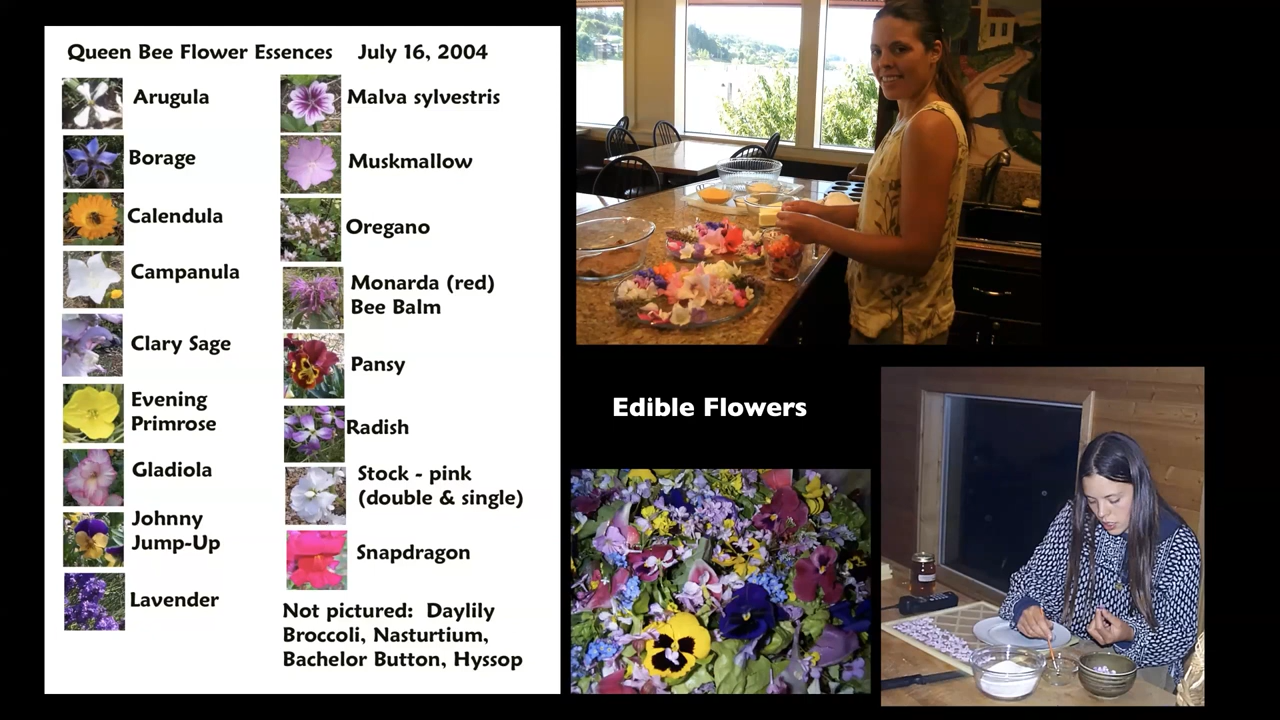 Queen Bee Flower Essences July 16, 2004
Arugula
Borage
Calendula
Campanula
Clary Sage
Evening
Primrose
Gladiola
Johnny
Jump-Up
Lavender
Malva sylvestris
Muskmallow
Oregano
Monarda (red)
Bee Balm
Pansy
Radish
Stock - pink
(double & single)
Snapdragon
Not pictured: Daylily
Broccoli, Nasturtium,
Bachelor Button, Hyssop
Edible Flowers